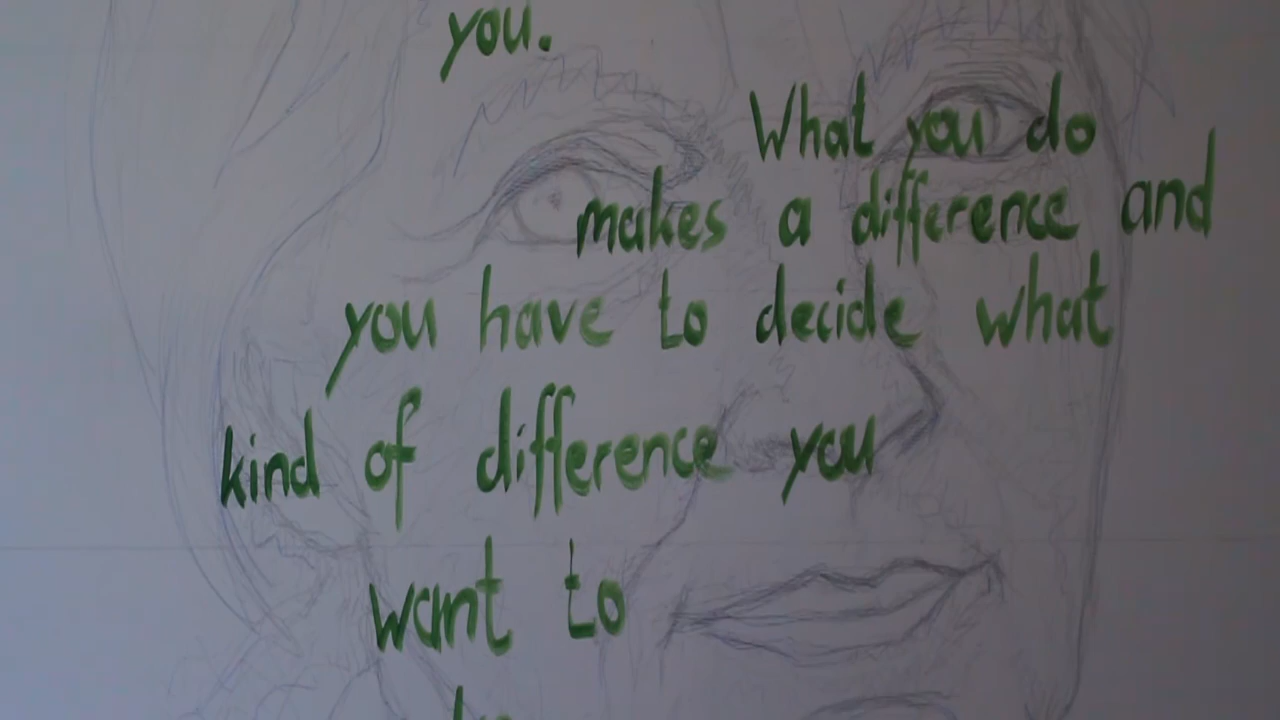 you.
What you do
makes a difference and
you have to decide what
kind of difference you
want to